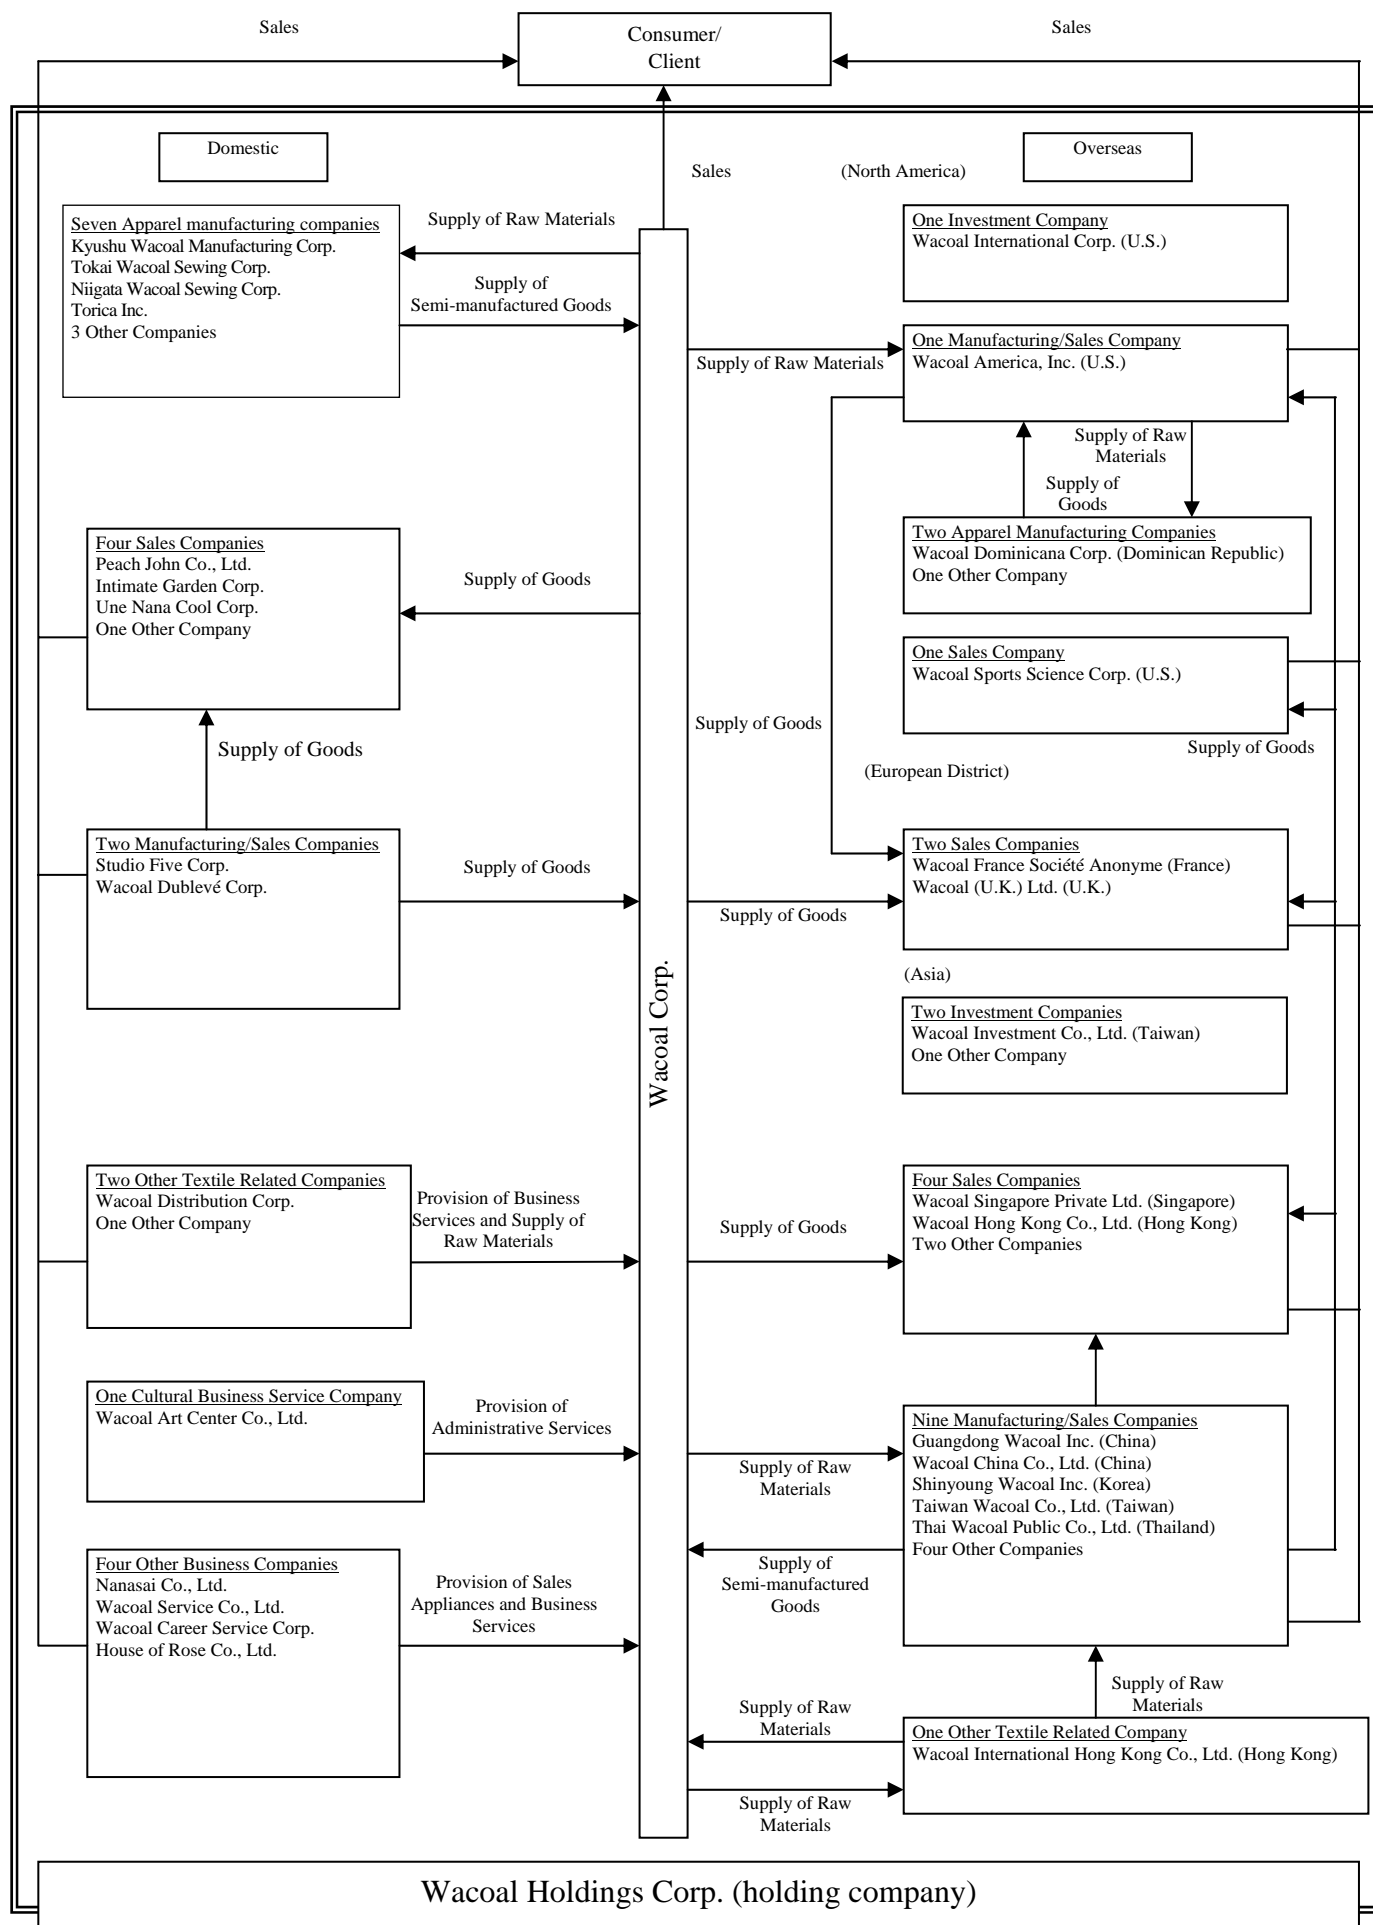 Sales
Consumer/
Client
Sales
Domestic
Overseas
Sales
(North America)
Seven Apparel manufacturing companies
Kyushu Wacoal Manufacturing Corp.
Tokai Wacoal Sewing Corp.
Niigata Wacoal Sewing Corp.
Torica Inc.
3 Other Companies
Supply of Raw Materials
Supply of
Semi-manufactured Goods
One Investment Company
Wacoal International Corp. (U.S.)
Supply of Raw Materials
One Manufacturing/Sales Company
Wacoal America, Inc. (U.S.)
Supply of Raw
Materials
Supply of
Goods
Two Apparel Manufacturing Companies
Wacoal Dominicana Corp. (Dominican Republic)
One Other Company
Four Sales Companies
Peach John Co., Ltd.
Intimate Garden Corp.
Une Nana Cool Corp.
One Other Company
Supply of Goods
One Sales Company
Wacoal Sports Science Corp. (U.S.)
Supply of Goods
Supply of Goods
Supply of Goods
(European District)
Two Manufacturing/Sales Companies
Studio Five Corp.
Wacoal Dublevé Corp.
Supply of Goods
Supply of Goods
Two Sales Companies
Wacoal France Société Anonyme (France)
Wacoal (U.K.) Ltd. (U.K.)
Wacoal Corp.
(Asia)
Two Investment Companies
Wacoal Investment Co., Ltd. (Taiwan)
One Other Company
Two Other Textile Related Companies
Wacoal Distribution Corp.
One Other Company
Provision of Business
Services and Supply of
Raw Materials
Supply of Goods
Four Sales Companies
Wacoal Singapore Private Ltd. (Singapore)
Wacoal Hong Kong Co., Ltd. (Hong Kong)
Two Other Companies
One Cultural Business Service Company
Wacoal Art Center Co., Ltd.
Provision of
Administrative Services
Supply of Raw
Materials
Nine Manufacturing/Sales Companies
Guangdong Wacoal Inc. (China)
Wacoal China Co., Ltd. (China)
Shinyoung Wacoal Inc. (Korea)
Taiwan Wacoal Co., Ltd. (Taiwan)
Thai Wacoal Public Co., Ltd. (Thailand)
Four Other Companies
Four Other Business Companies
Nanasai Co., Ltd.
Wacoal Service Co., Ltd.
Wacoal Career Service Corp.
House of Rose Co., Ltd.
Provision of Sales
Appliances and Business
Services
Supply of
Semi-manufactured
Goods
Supply of Raw
Materials
Supply of Raw
Materials
One Other Textile Related Company
Wacoal International Hong Kong Co., Ltd. (Hong Kong)
Supply of Raw
Materials
Wacoal Holdings Corp. (holding company)